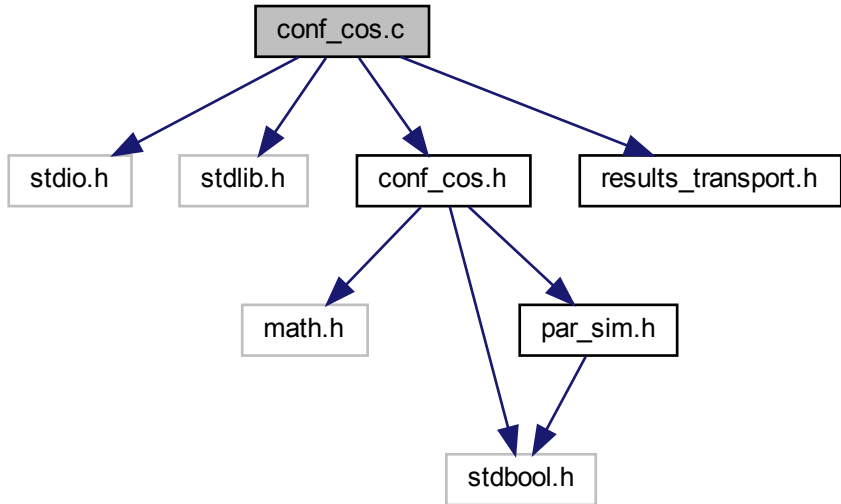 conf_cos.c
stdio.h
stdlib.h
conf_cos.h
results_transport.h
math.h
par_sim.h
stdbool.h